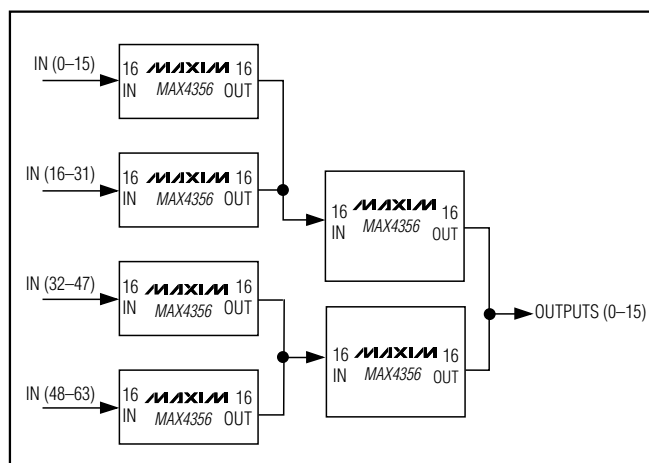 IN (0–15)
16 MAXIM 16
IN MAX4356 OUT
IN (16–31)
16 MAXIM 16
IN MAX4356 OUT
16 MAXIM 16
IN MAX4356 OUT
IN (32–47)
16 MAXIM 16
IN MAX4356 OUT
OUTPUTS (0–15)
16 MAXIM 16
IN MAX4356 OUT
IN (48–63)
16 MAXIM 16
IN MAX4356 OUT